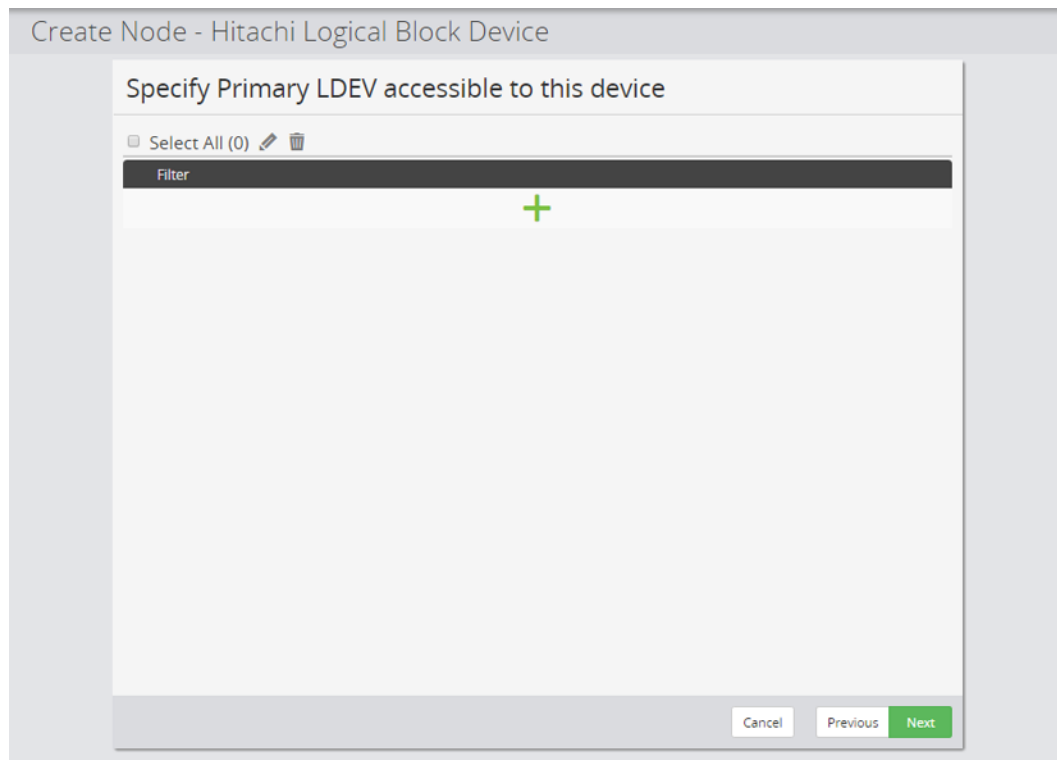 Create Node - Hitachi Logical Block Device
Specify Primary LDEV accessible to this device
Select All (0)
Filter
Cancel Previous Next